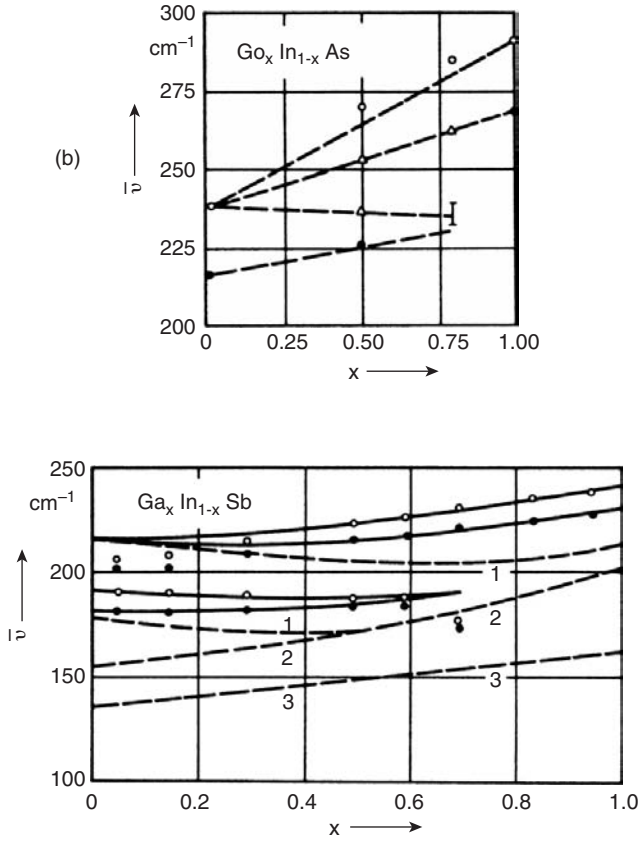 300
cm⁻¹
Goₓ In₁₋ₓ As
275
(b)
250
ῡ
225
200
0 0.25 0.50 0.75 1.00
x
250
cm⁻¹
Gaₓ In₁₋ₓ Sb
200
1
ῡ
1
2
2
150
3
3
100
0 0.2 0.4 0.6 0.8 1.0
x